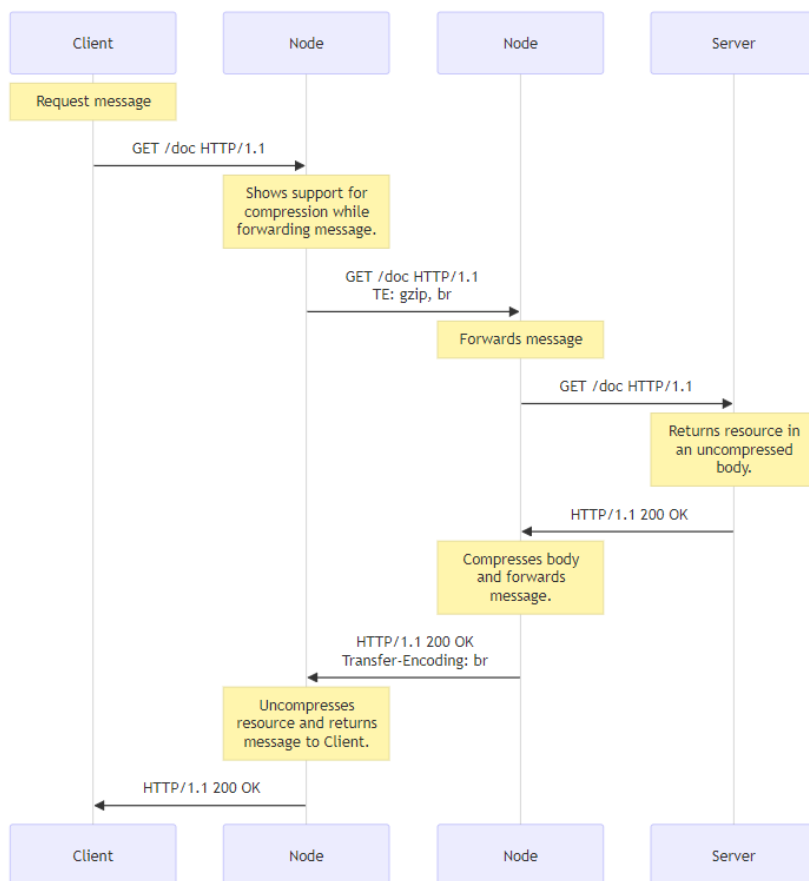 Client
Node
Node
Server
Request message
GET /doc HTTP/1.1
Shows support for
compression while
forwarding message.
GET /doc HTTP/1.1
TE: gzip, br
Forwards message
GET /doc HTTP/1.1
Returns resource in
an uncompressed
body.
HTTP/1.1 200 OK
Compresses body
and forwards
message.
HTTP/1.1 200 OK
Transfer-Encoding: br
Uncompresses
resource and returns
message to Client.
HTTP/1.1 200 OK
Client
Node
Node
Server